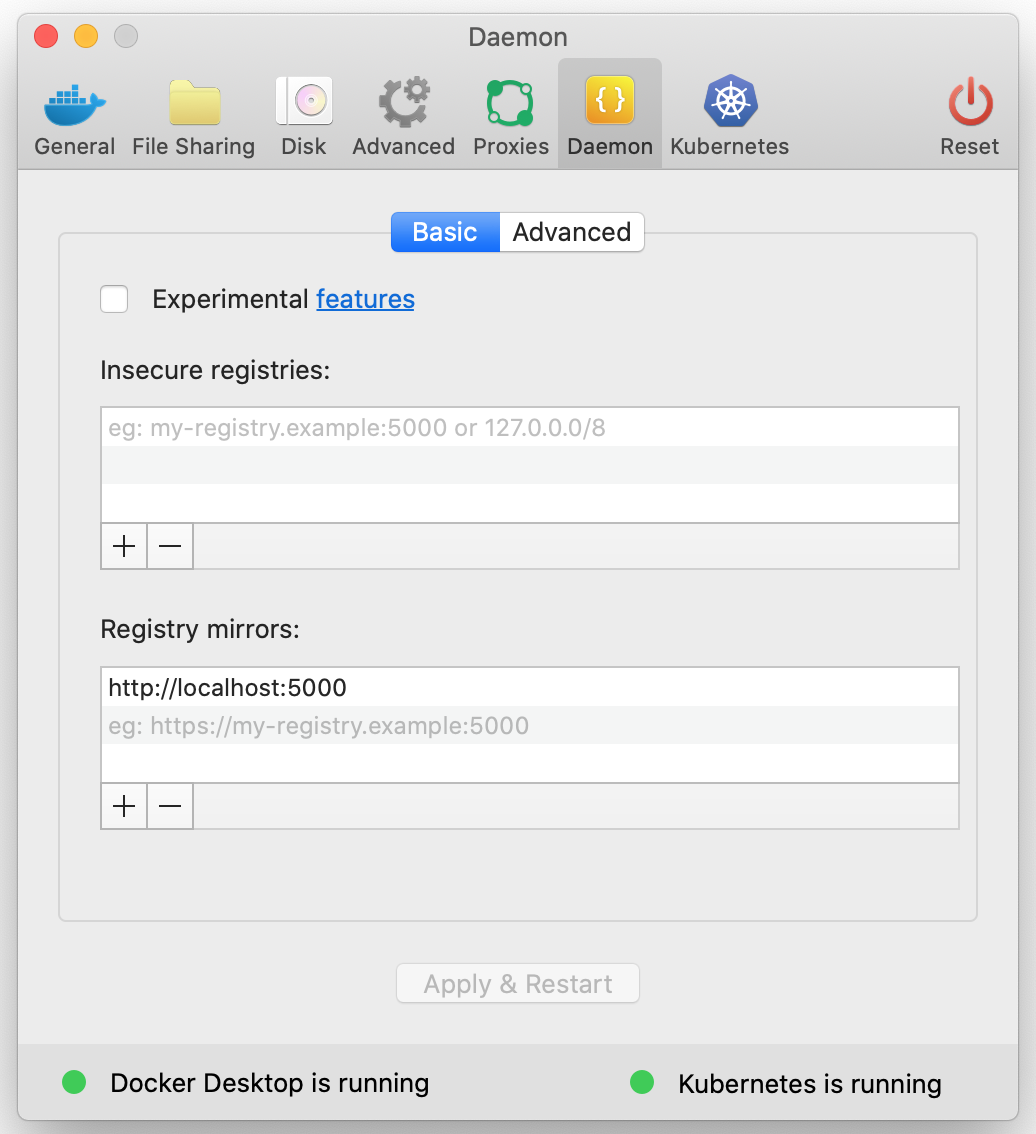 Daemon
General File Sharing Disk Advanced Proxies Daemon Kubernetes Reset
Basic Advanced
Experimental features
Insecure registries:
eg: my-registry.example:5000 or 127.0.0.0/8
Registry mirrors:
http://localhost:5000
eg: https://my-registry.example:5000
Apply & Restart
Docker Desktop is running Kubernetes is running